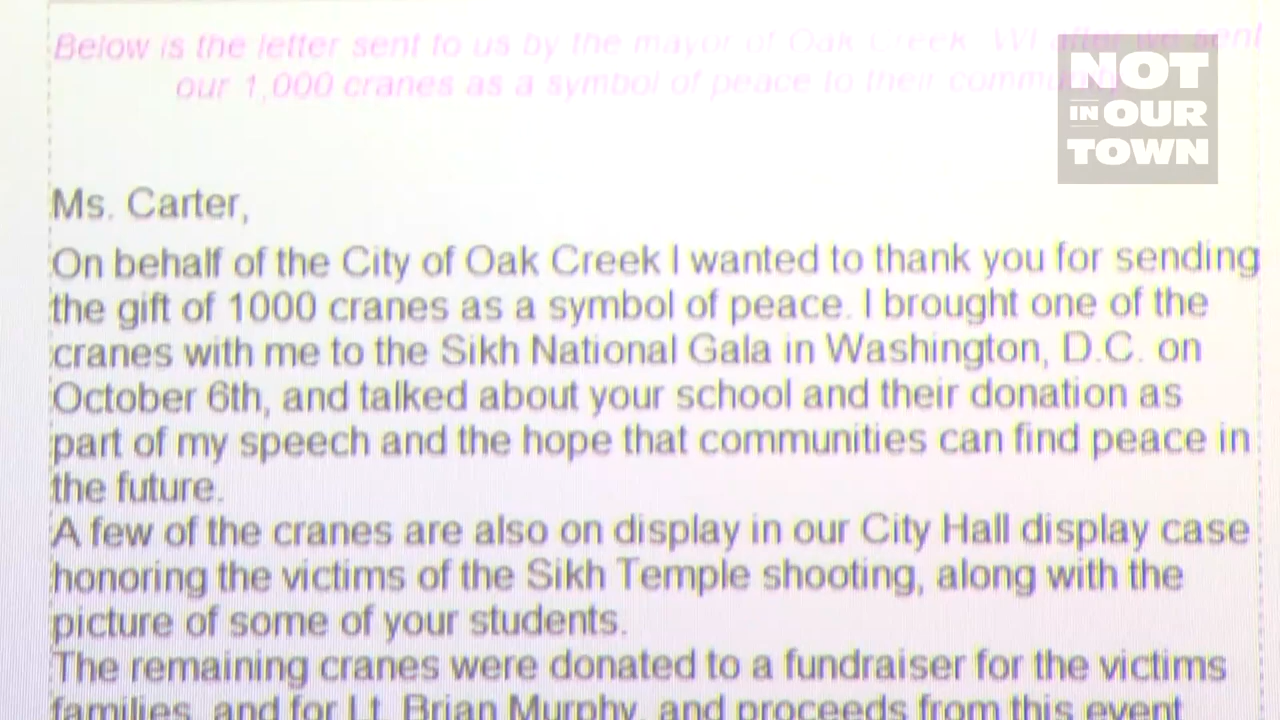 Below is the letter sent to us by the mayor of Oak Creek, WI after we sent
our 1,000 cranes as a symbol of peace to their community.
NOT
IN OUR
TOWN
Ms. Carter,
On behalf of the City of Oak Creek I wanted to thank you for sending
the gift of 1000 cranes as a symbol of peace. I brought one of the
cranes with me to the Sikh National Gala in Washington, D.C. on
October 6th, and talked about your school and their donation as
part of my speech and the hope that communities can find peace in
the future.
A few of the cranes are also on display in our City Hall display case
honoring the victims of the Sikh Temple shooting, along with the
picture of some of your students.
The remaining cranes were donated to a fundraiser for the victims
families, and for Lt. Brian Murphy, and proceeds from this event